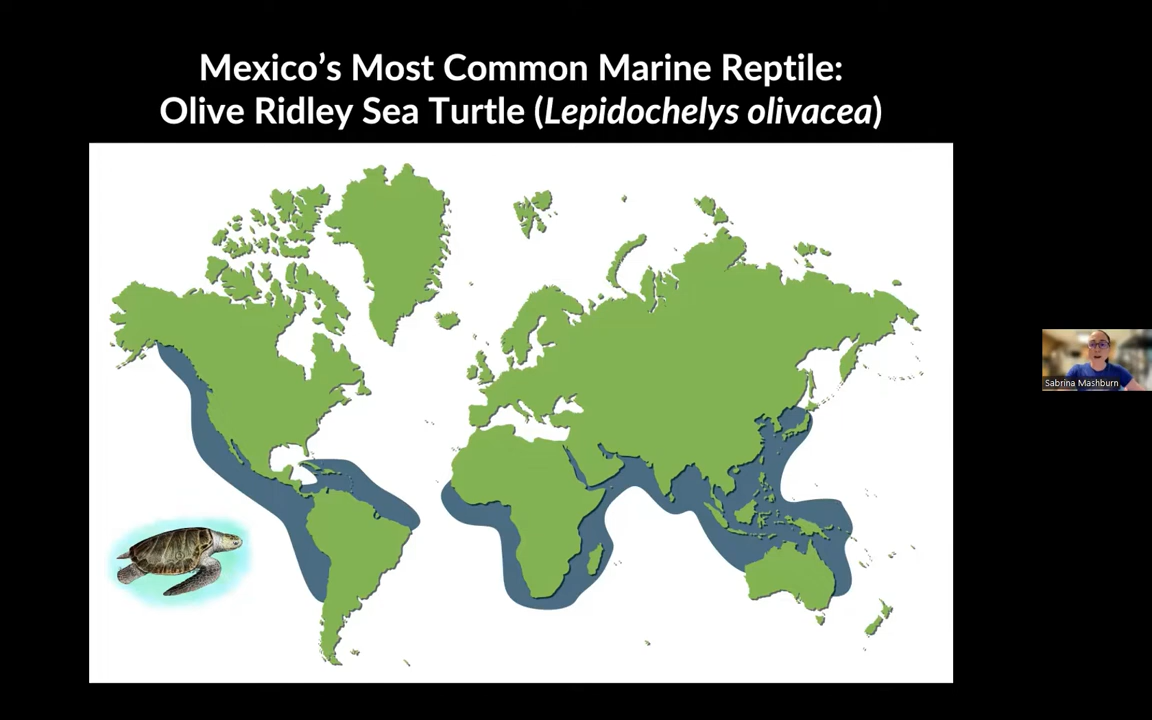 Mexico’s Most Common Marine Reptile:
Olive Ridley Sea Turtle (Lepidochelys olivacea)
Sabrina Mashburn